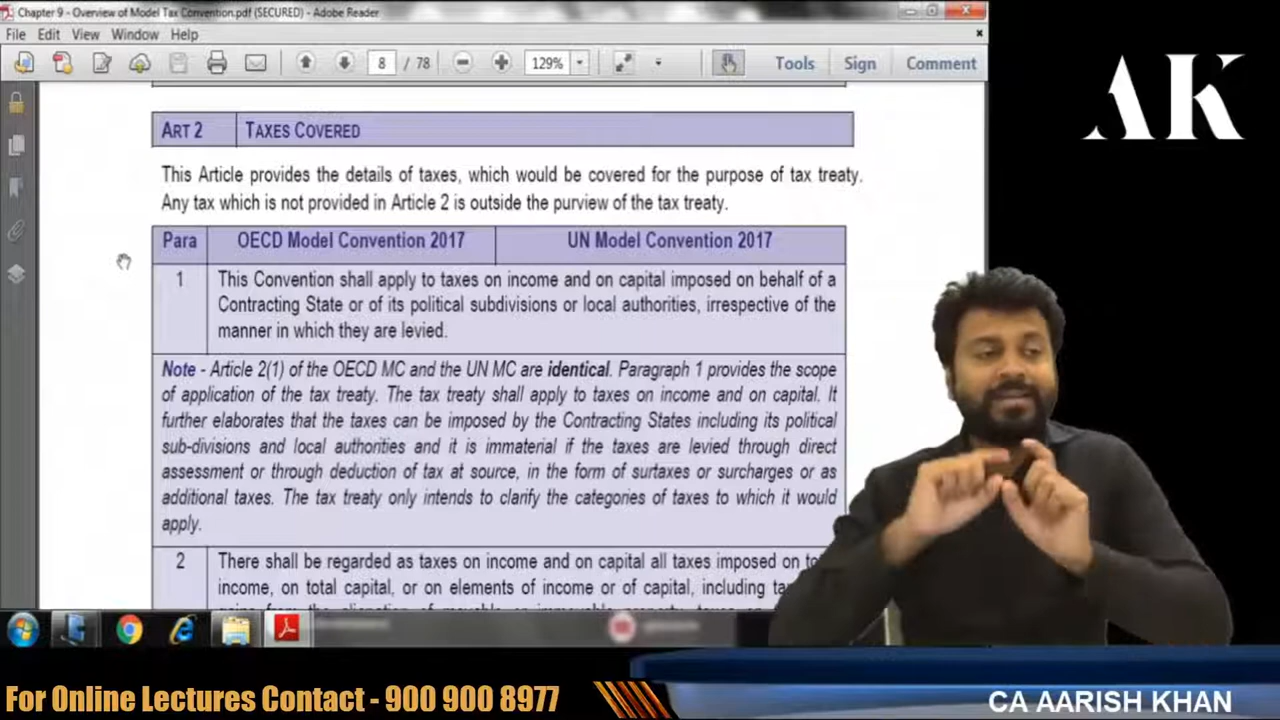 Chapter 9 - Overview of Model Tax Convention.pdf (SECURED) - Adobe Reader
File Edit View Window Help
8 / 78 129% Tools Sign Comment
AK
ART 2 TAXES COVERED
This Article provides the details of taxes, which would be covered for the purpose of tax treaty.
Any tax which is not provided in Article 2 is outside the purview of the tax treaty.
Para OECD Model Convention 2017 UN Model Convention 2017
1 This Convention shall apply to taxes on income and on capital imposed on behalf of a
Contracting State or of its political subdivisions or local authorities, irrespective of the
manner in which they are levied.
Note - Article 2(1) of the OECD MC and the UN MC are identical. Paragraph 1 provides the scope
of application of the tax treaty. The tax treaty shall apply to taxes on income and on capital. It
further elaborates that the taxes can be imposed by the Contracting States including its political
sub-divisions and local authorities and it is immaterial if the taxes are levied through direct
assessment or through deduction of tax at source, in the form of surtaxes or surcharges or as
additional taxes. The tax treaty only intends to clarify the categories of taxes to which it would
apply.
2 There shall be regarded as taxes on income and on capital all taxes imposed on
income, on total capital, or on elements of income or of capital, including
For Online Lectures Contact - 900 900 8977
CA AARISH KHAN